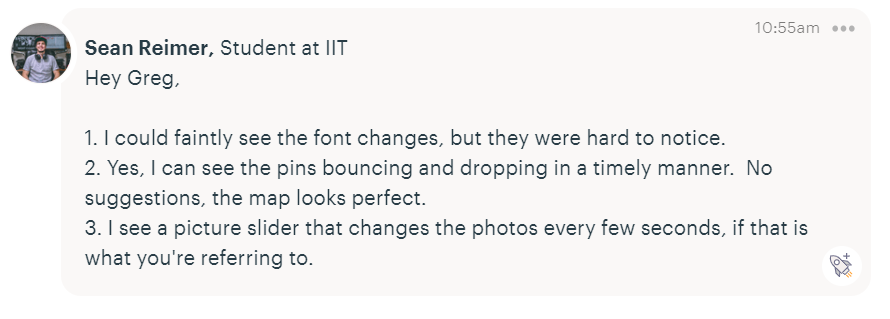 10:55am
Sean Reimer, Student at IIT
Hey Greg,
1. I could faintly see the font changes, but they were hard to notice.
2. Yes, I can see the pins bouncing and dropping in a timely manner.  No
suggestions, the map looks perfect.
3. I see a picture slider that changes the photos every few seconds, if that is
what you're referring to.